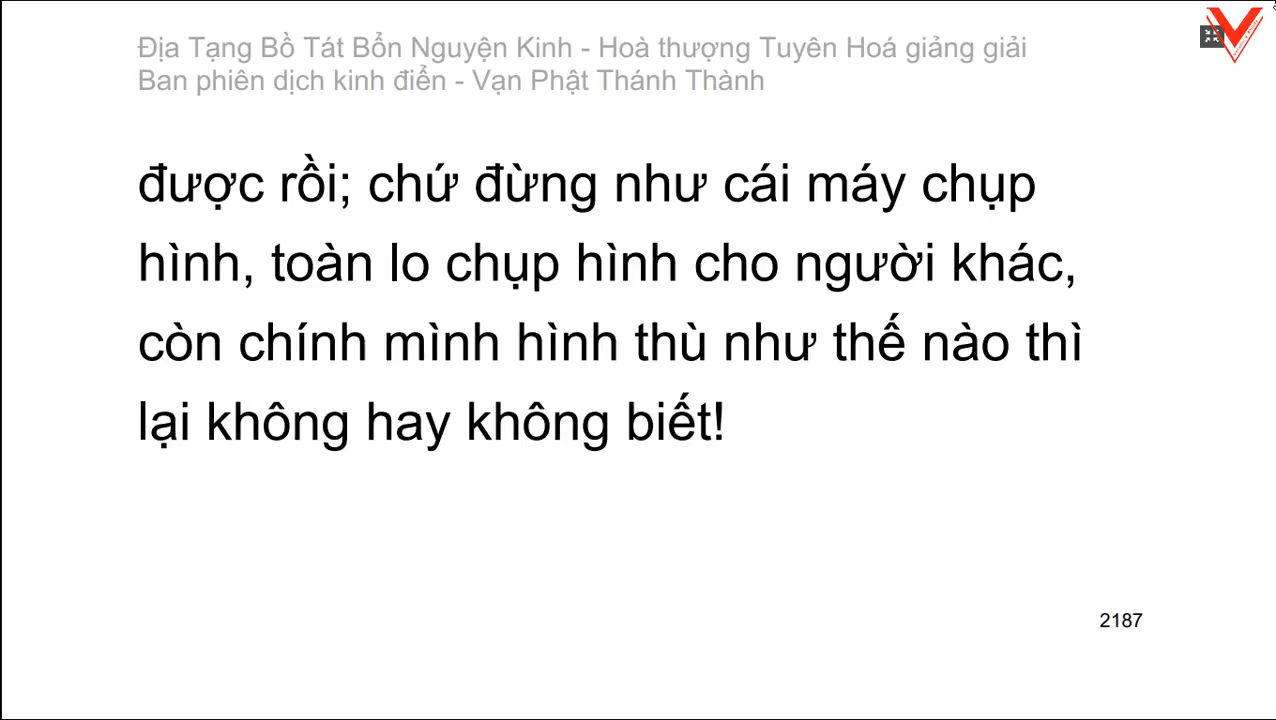 Địa Tạng Bồ Tát Bổn Nguyện Kinh - Hoà thượng Tuyên Hoá giảng giải
Ban phiên dịch kinh điển - Vạn Phật Thánh Thành
được rồi; chứ đừng như cái máy chụp
hình, toàn lo chụp hình cho người khác,
còn chính mình hình thù như thế nào thì
lại không hay không biết!
2187